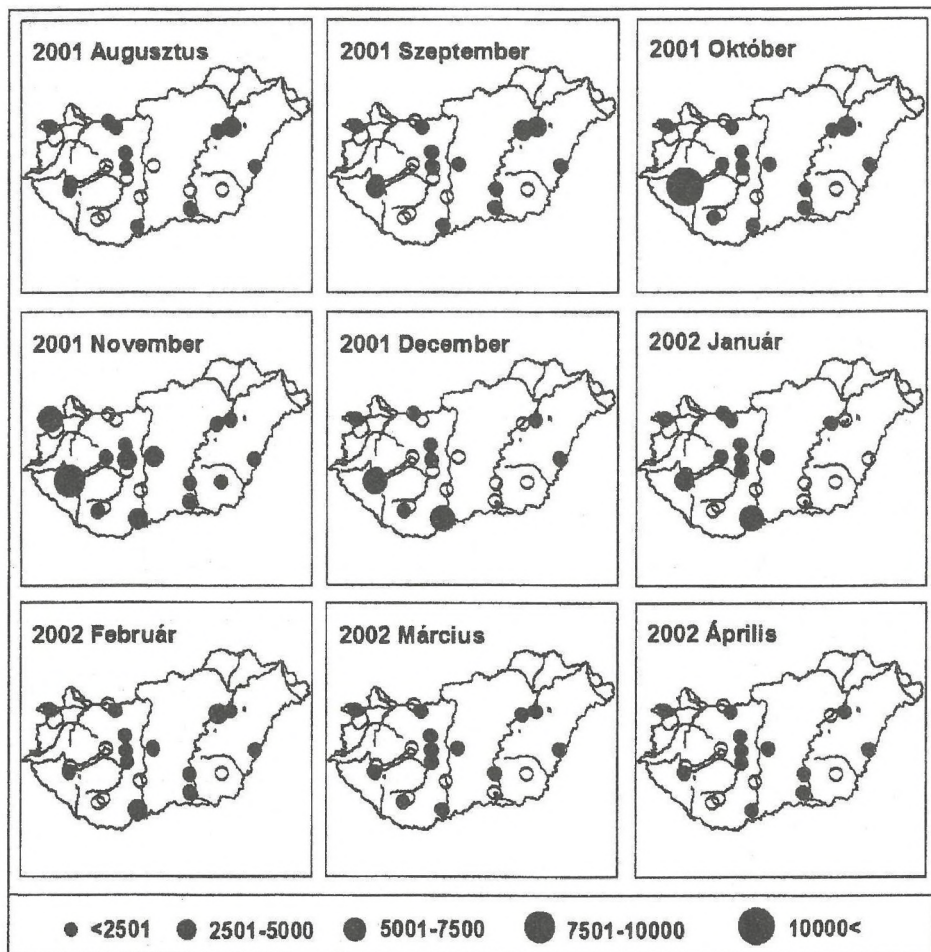 2001 Augusztus
2001 Szeptember
2001 Október
2001 November
2001 December
2002 Január
2002 Február
2002 Március
2002 Április
<2501
2501-5000
5001-7500
7501-10000
10000<